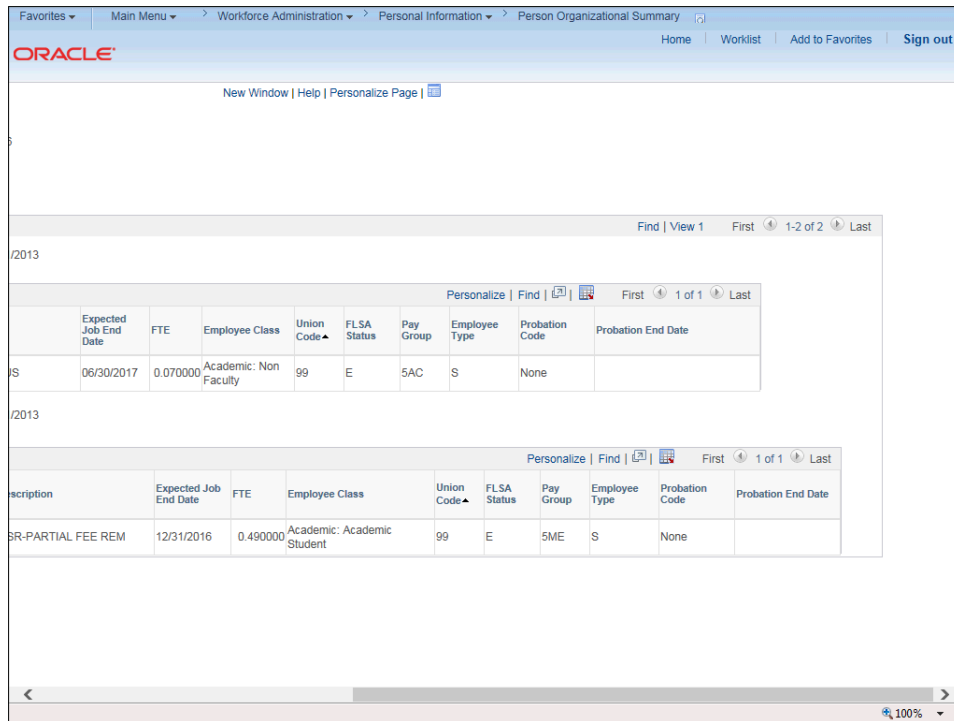 Favorites Main Menu > Workforce Administration > Personal Information > Person Organizational Summary
Home Worklist Add to Favorites Sign out
ORACLE
New Window | Help | Personalize Page |
Find | View 1 First 1-2 of 2 Last
/2013
Personalize | Find | | First 1 of 1 Last
Expected Job End Date FTE Employee Class Union Code FLSA Status Pay Group Employee Type Probation Code Probation End Date
US 06/30/2017 0.070000 Academic: Non Faculty 99 E 5AC S None
/2013
Personalize | Find | | First 1 of 1 Last
escription Expected Job End Date FTE Employee Class Union Code FLSA Status Pay Group Employee Type Probation Code Probation End Date
SR-PARTIAL FEE REM 12/31/2016 0.490000 Academic: Academic Student 99 E 5ME S None
100%